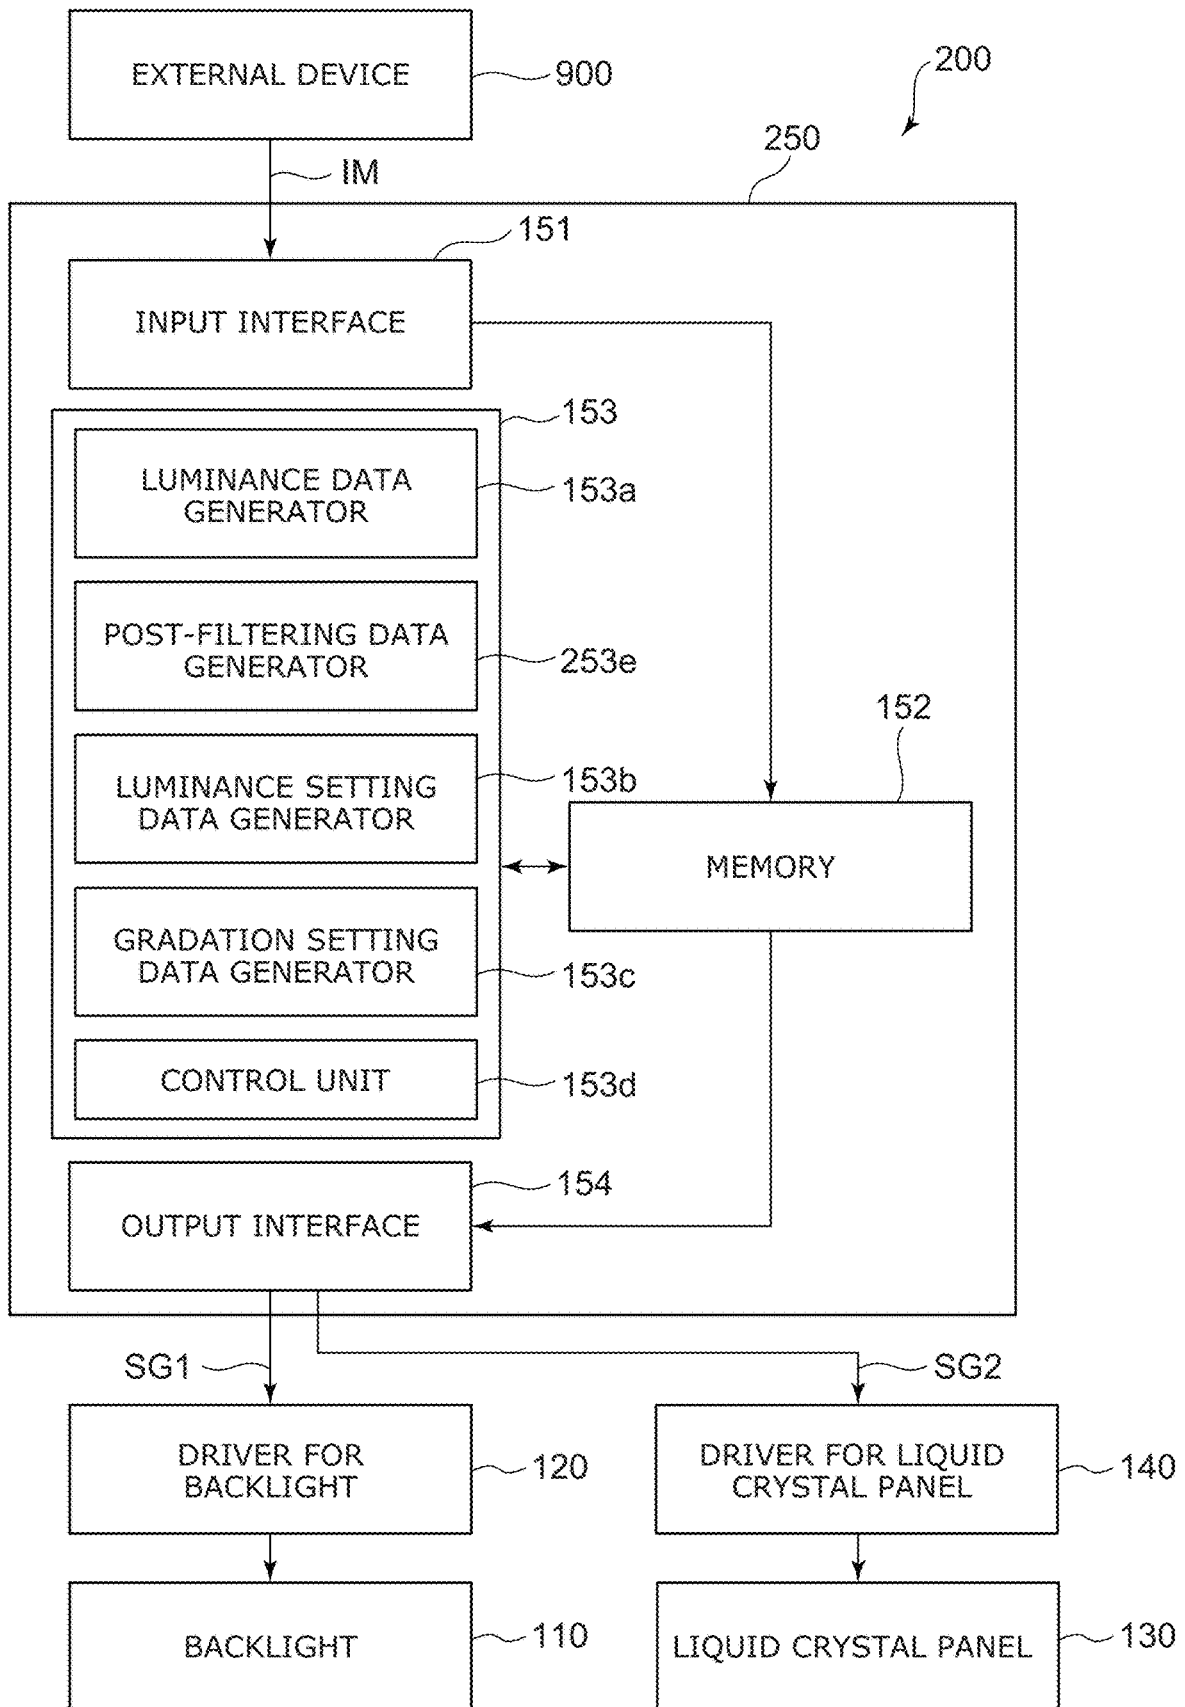 EXTERNAL DEVICE
900
200
IM
250
151
INPUT INTERFACE
153
LUMINANCE DATA
GENERATOR
153a
POST-FILTERING DATA
GENERATOR
253e
152
LUMINANCE SETTING
DATA GENERATOR
153b
MEMORY
GRADATION SETTING
DATA GENERATOR
153c
CONTROL UNIT
153d
154
OUTPUT INTERFACE
SG1
SG2
DRIVER FOR
BACKLIGHT
120
DRIVER FOR LIQUID
CRYSTAL PANEL
140
BACKLIGHT
110
LIQUID CRYSTAL PANEL
130